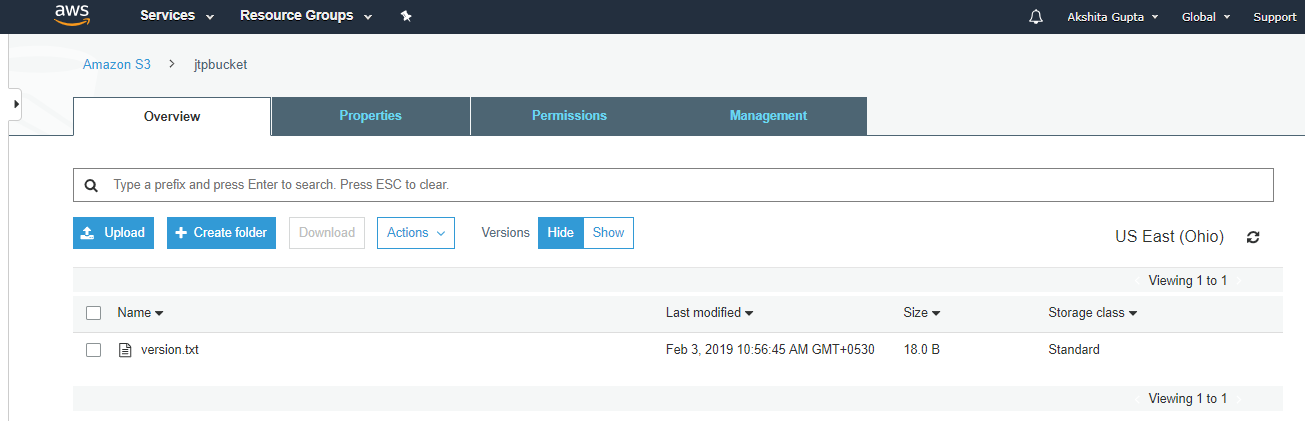 aws Services Resource Groups Akshita Gupta Global Support
Amazon S3 > jtpbucket
Overview Properties Permissions Management
Type a prefix and press Enter to search. Press ESC to clear.
Upload + Create folder Download Actions Versions Hide Show
US East (Ohio)
Viewing 1 to 1
Name Last modified Size Storage class
version.txt Feb 3, 2019 10:56:45 AM GMT+0530 18.0 B Standard
Viewing 1 to 1